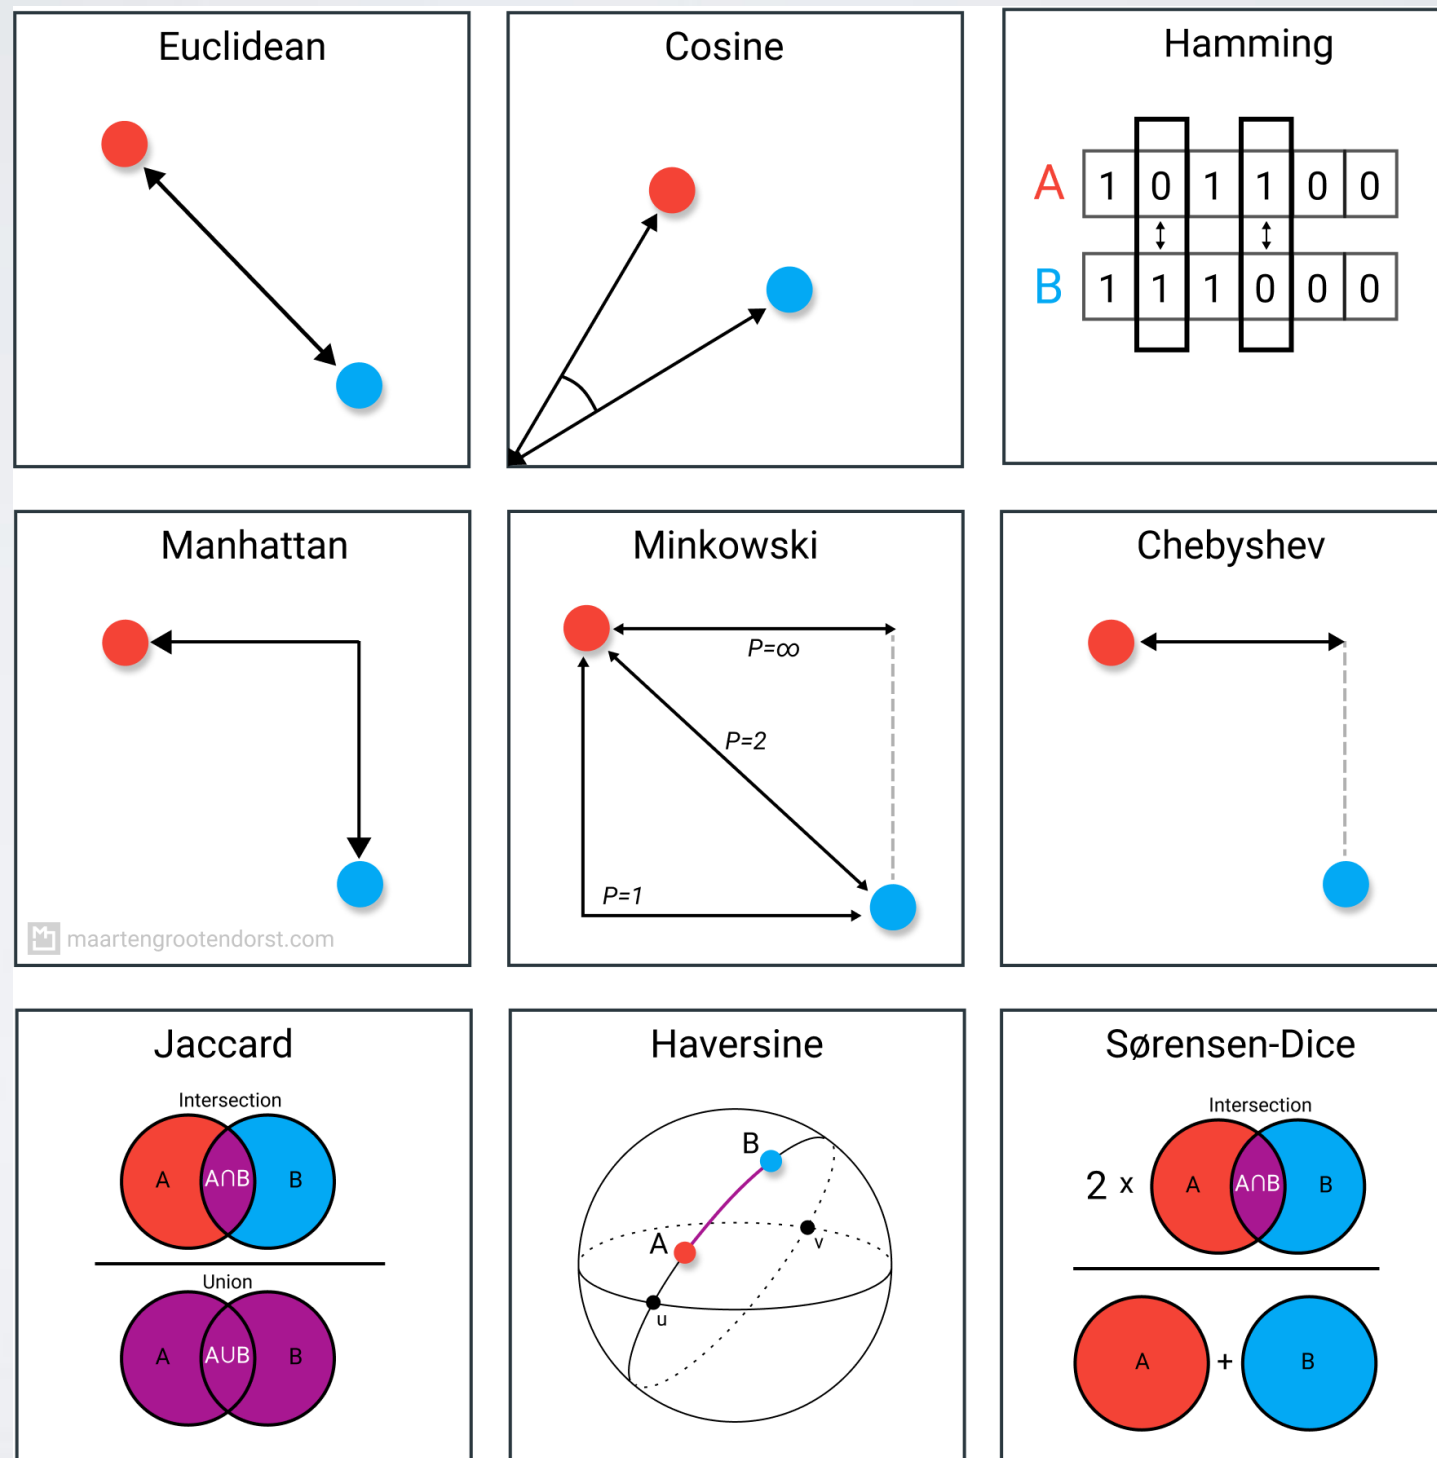 Euclidean
Cosine
Hamming
A 1 0 1 1 0 0
B 1 1 1 0 0 0
Manhattan
maartengrootendorst.com
Minkowski
P=∞
P=2
P=1
Chebyshev
Jaccard
Intersection
A A∩B B
Union
A A∪B B
Haversine
B
A
v
u
Sørensen-Dice
Intersection
2 x A A∩B B
A + B